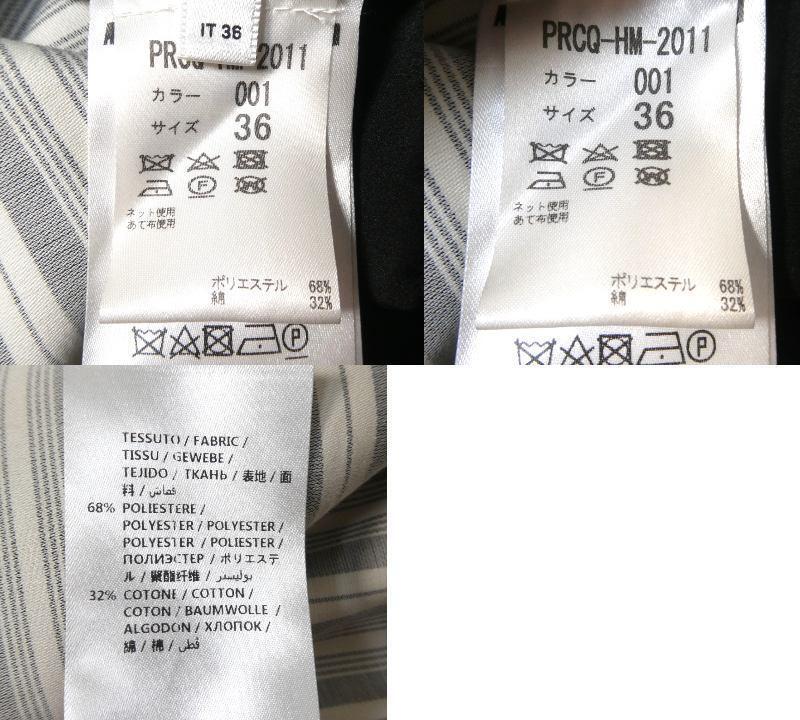 IT 36
PRCQ-HM-2011
カラー 001
サイズ 36
F
ネット使用
あて布使用
ポリエステル 68%
綿 32%
P
PRCQ-HM-2011
カラー 001
サイズ 36
F
ネット使用
あて布使用
ポリエステル 68%
綿 32%
P
TESSUTO / FABRIC /
TISSU / GEWEBE /
TEJIDO / ТКАНЬ / 表地 / 面
料 / قماش
68% POLIESTERE /
POLYESTER / POLYESTER /
POLYESTER / POLIESTER /
ПОЛИЭСТЕР / ポリエステ
ル / 聚酯纤维 / بوليستر
32% COTONE / COTTON /
COTON / BAUMWOLLE /
ALGODON / ХЛОПОК /
綿 / 棉 / قطن